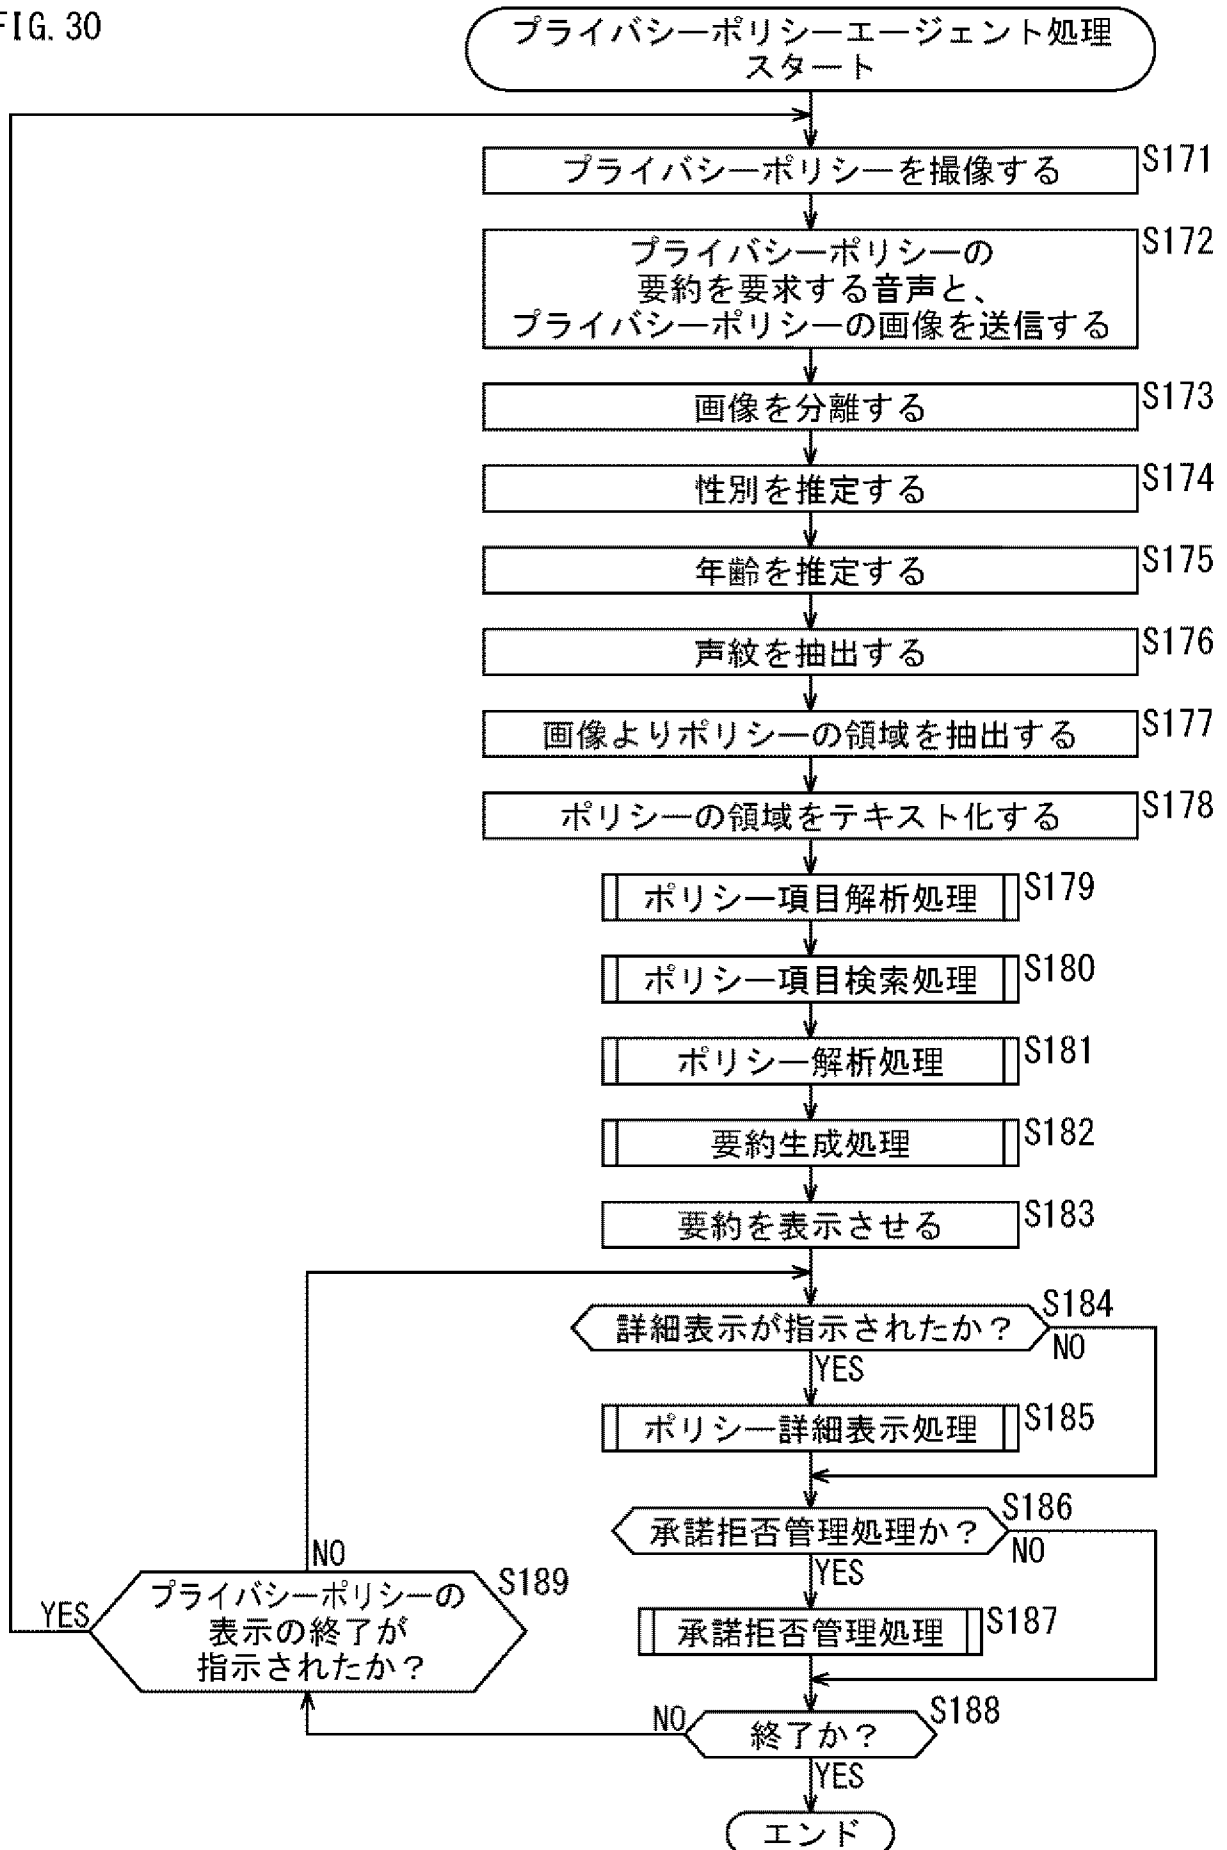 FIG. 30
プライバシーポリシーエージェント処理
スタート
プライバシーポリシーを撮像する
S171
プライバシーポリシーの
要約を要求する音声と、
プライバシーポリシーの画像を送信する
S172
画像を分離する
S173
性別を推定する
S174
年齢を推定する
S175
声紋を抽出する
S176
画像よりポリシーの領域を抽出する
S177
ポリシーの領域をテキスト化する
S178
ポリシー項目解析処理
S179
ポリシー項目検索処理
S180
ポリシー解析処理
S181
要約生成処理
S182
要約を表示させる
S183
詳細表示が指示されたか？
S184
NO
YES
ポリシー詳細表示処理
S185
承諾拒否管理処理か？
S186
NO
YES
承諾拒否管理処理
S187
終了か？
S188
NO
YES
プライバシーポリシーの
表示の終了が
指示されたか？
S189
NO
YES
エンド